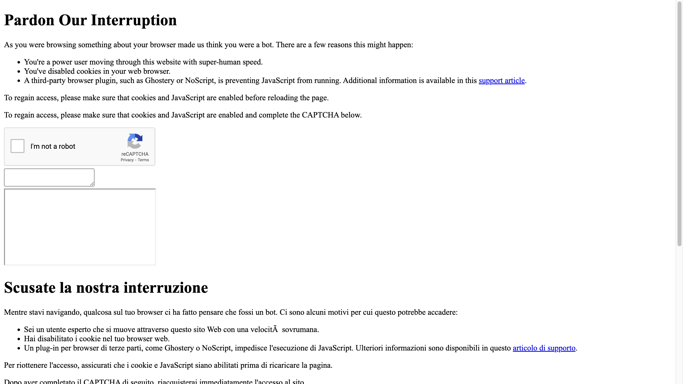 Pardon Our Interruption
As you were browsing something about your browser made us think you were a bot. There are a few reasons this might happen:
You're a power user moving through this website with super-human speed.
You've disabled cookies in your web browser.
A third-party browser plugin, such as Ghostery or NoScript, is preventing JavaScript from running. Additional information is available in this support article.
To regain access, please make sure that cookies and JavaScript are enabled before reloading the page.
To regain access, please make sure that cookies and JavaScript are enabled and complete the CAPTCHA below.
I'm not a robot
reCAPTCHA
Privacy - Terms
Scusate la nostra interruzione
Mentre stavi navigando, qualcosa sul tuo browser ci ha fatto pensare che fossi un bot. Ci sono alcuni motivi per cui questo potrebbe accadere:
Sei un utente esperto che si muove attraverso questo sito Web con una velocitÃ  sovrumana.
Hai disabilitato i cookie nel tuo browser web.
Un plug-in per browser di terze parti, come Ghostery o NoScript, impedisce l'esecuzione di JavaScript. Ulteriori informazioni sono disponibili in questo articolo di supporto.
Per riottenere l'accesso, assicurati che i cookie e JavaScript siano abilitati prima di ricaricare la pagina.
Dopo aver completato il CAPTCHA di seguito, riacquisterai immediatamente l'accesso al sito